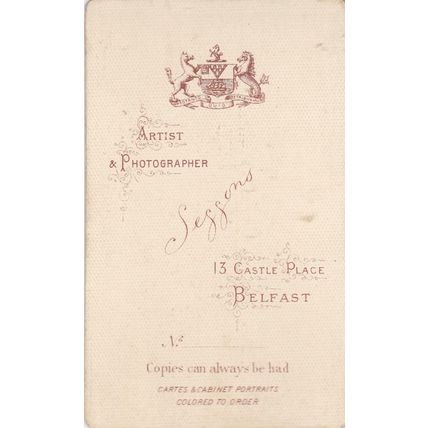 ARTIST
& PHOTOGRAPHER
Seggons
13 CASTLE PLACE
BELFAST
No
Copies can always be had
CARTES & CABINET PORTRAITS
COLORED TO ORDER